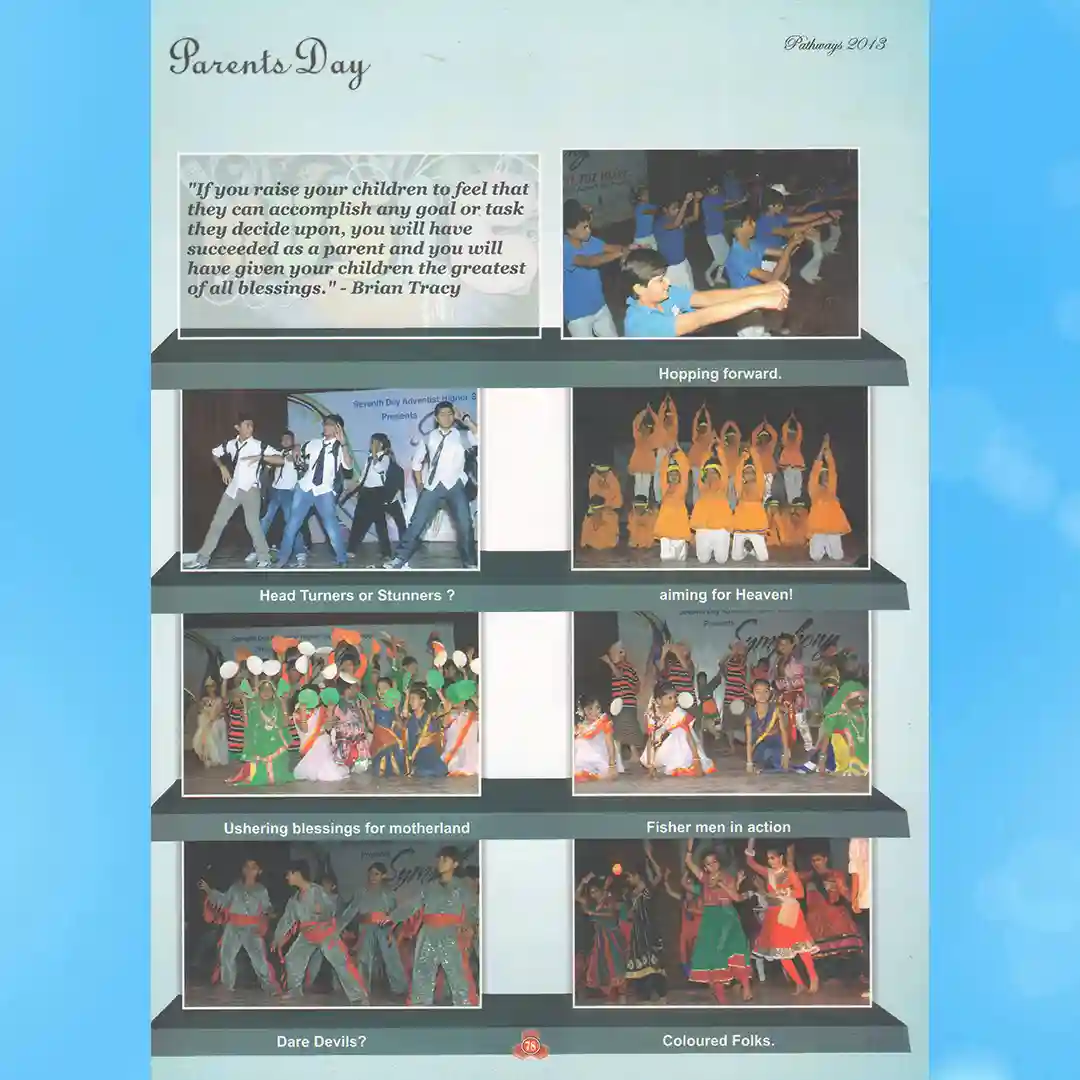 Parents Day
Pathways 2013
"If you raise your children to feel that
they can accomplish any goal or task
they decide upon, you will have
succeeded as a parent and you will
have given your children the greatest
of all blessings." - Brian Tracy
Hopping forward.
Seventh Day Adventist Higher S
Presents
Head Turners or Stunners ?
aiming for Heaven!
Presents
Symphony
Ushering blessings for motherland
Fisher men in action
Dare Devils?
78
Coloured Folks.